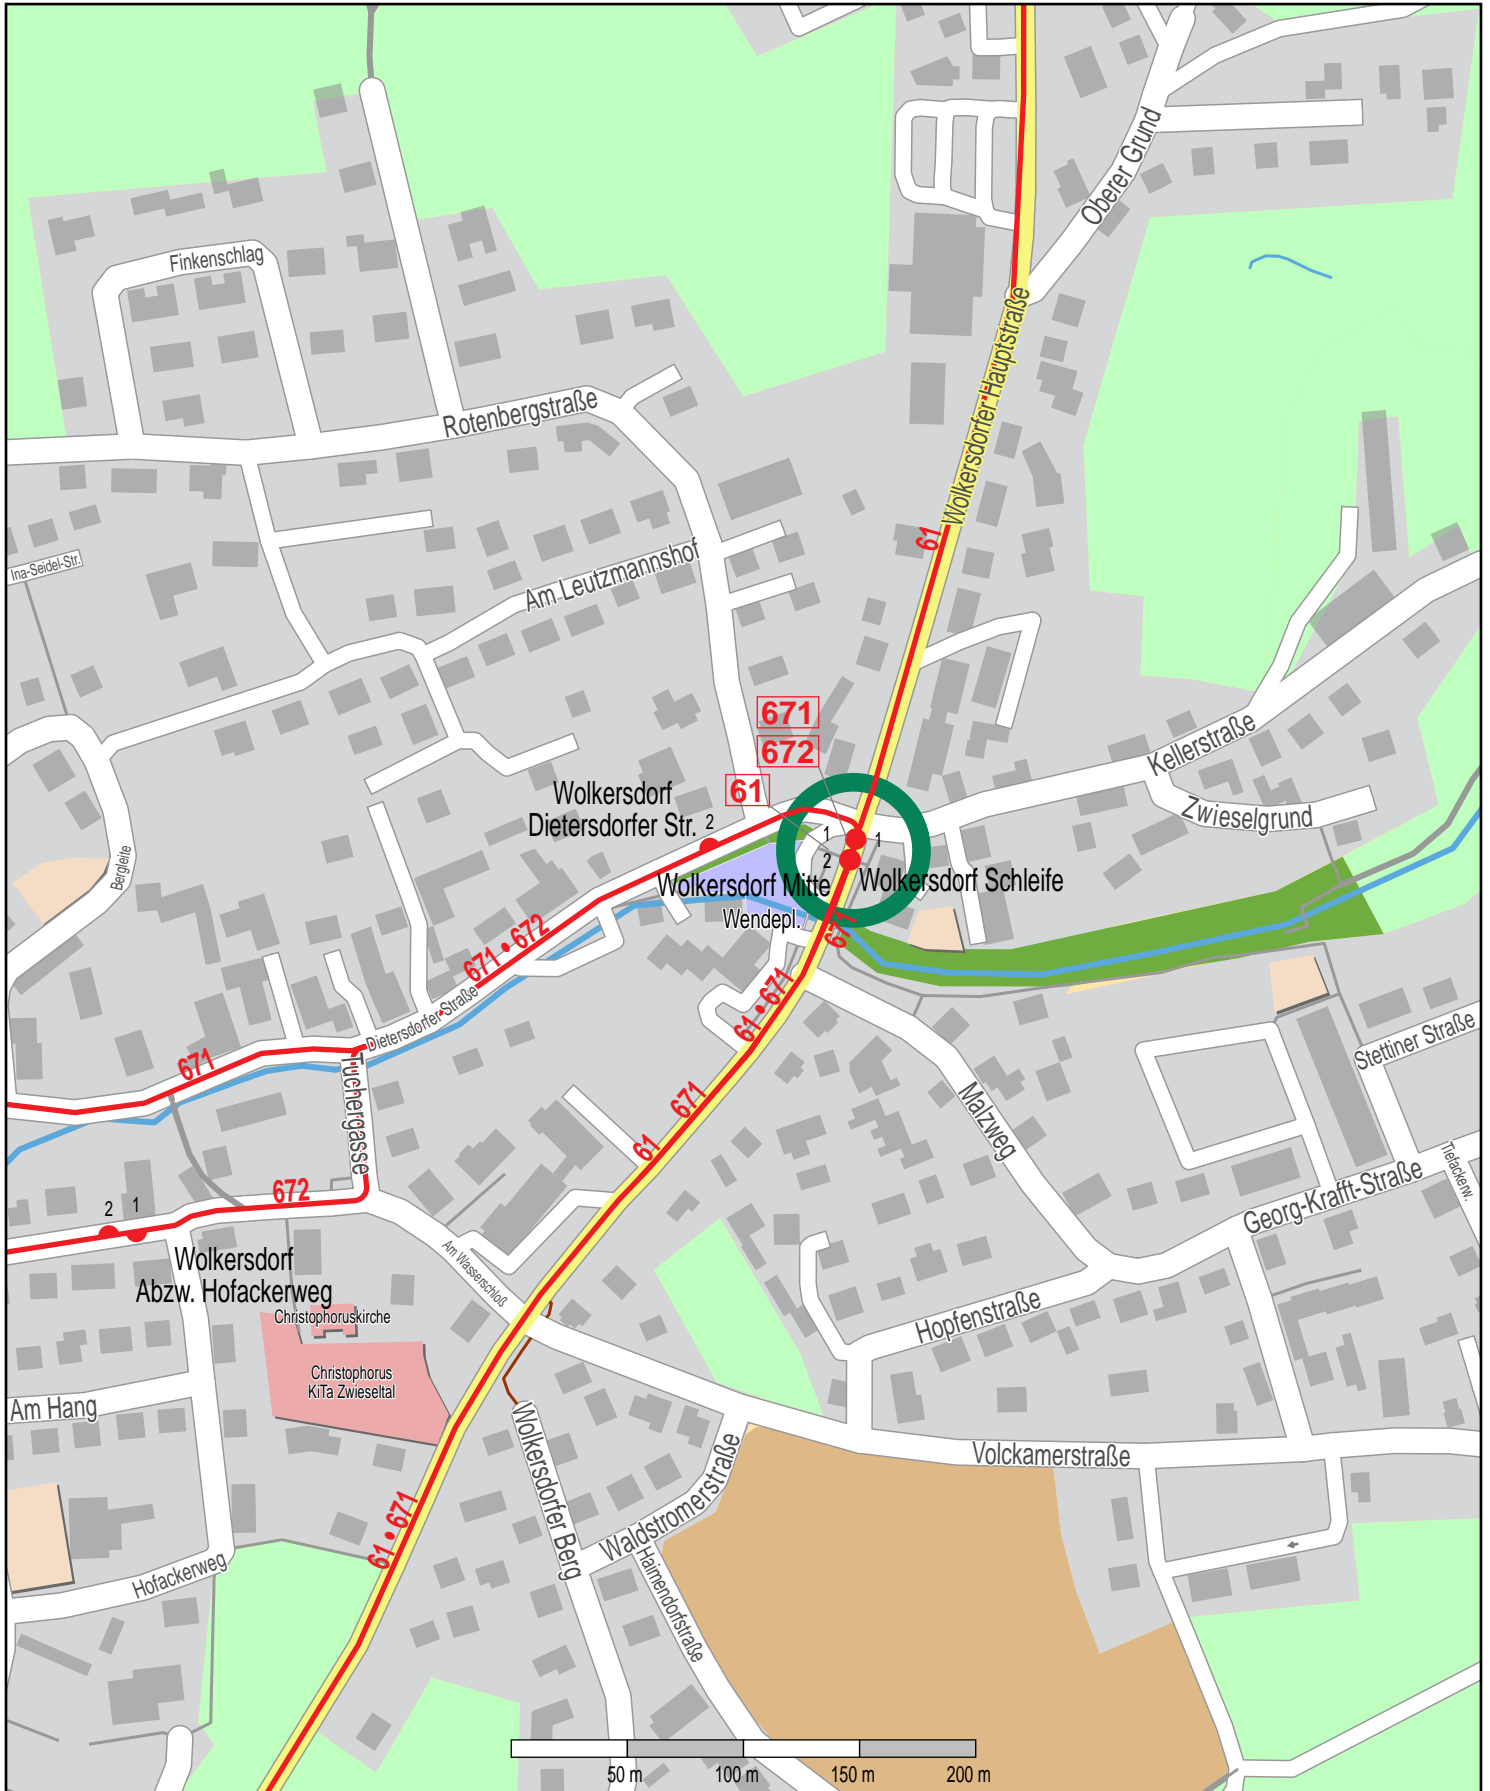 Oberer Grund
Finkenschlag
Wolkersdorfer Hauptstraße
Rotenbergstraße
61
Ina-Seidel-Str.
Am Leutzmannshof
671
672
61
Kellerstraße
Zwieselgrund
Wolkersdorf
Dietersdorfer Str.
2
1
1
2
Bergleite
Wolkersdorf Mitte
Wolkersdorf Schleife
Wendepl.
671
671 • 672
61 • 671
Dietersdorfer Straße
Stettiner Straße
671
Tuchergasse
671
Malzweg
61
Tiefackerw.
672
2
1
Georg-Krafft-Straße
Wolkersdorf
Abzw. Hofackerweg
Am Wasserschloß
Christophoruskirche
Hopfenstraße
Christophorus
KiTa Zwieseltal
Am Hang
Wolkersdorfer Berg
Volckamerstraße
Waldstromerstraße
61 • 671
Hofackerweg
Haimendorfstraße
50 m
100 m
150 m
200 m